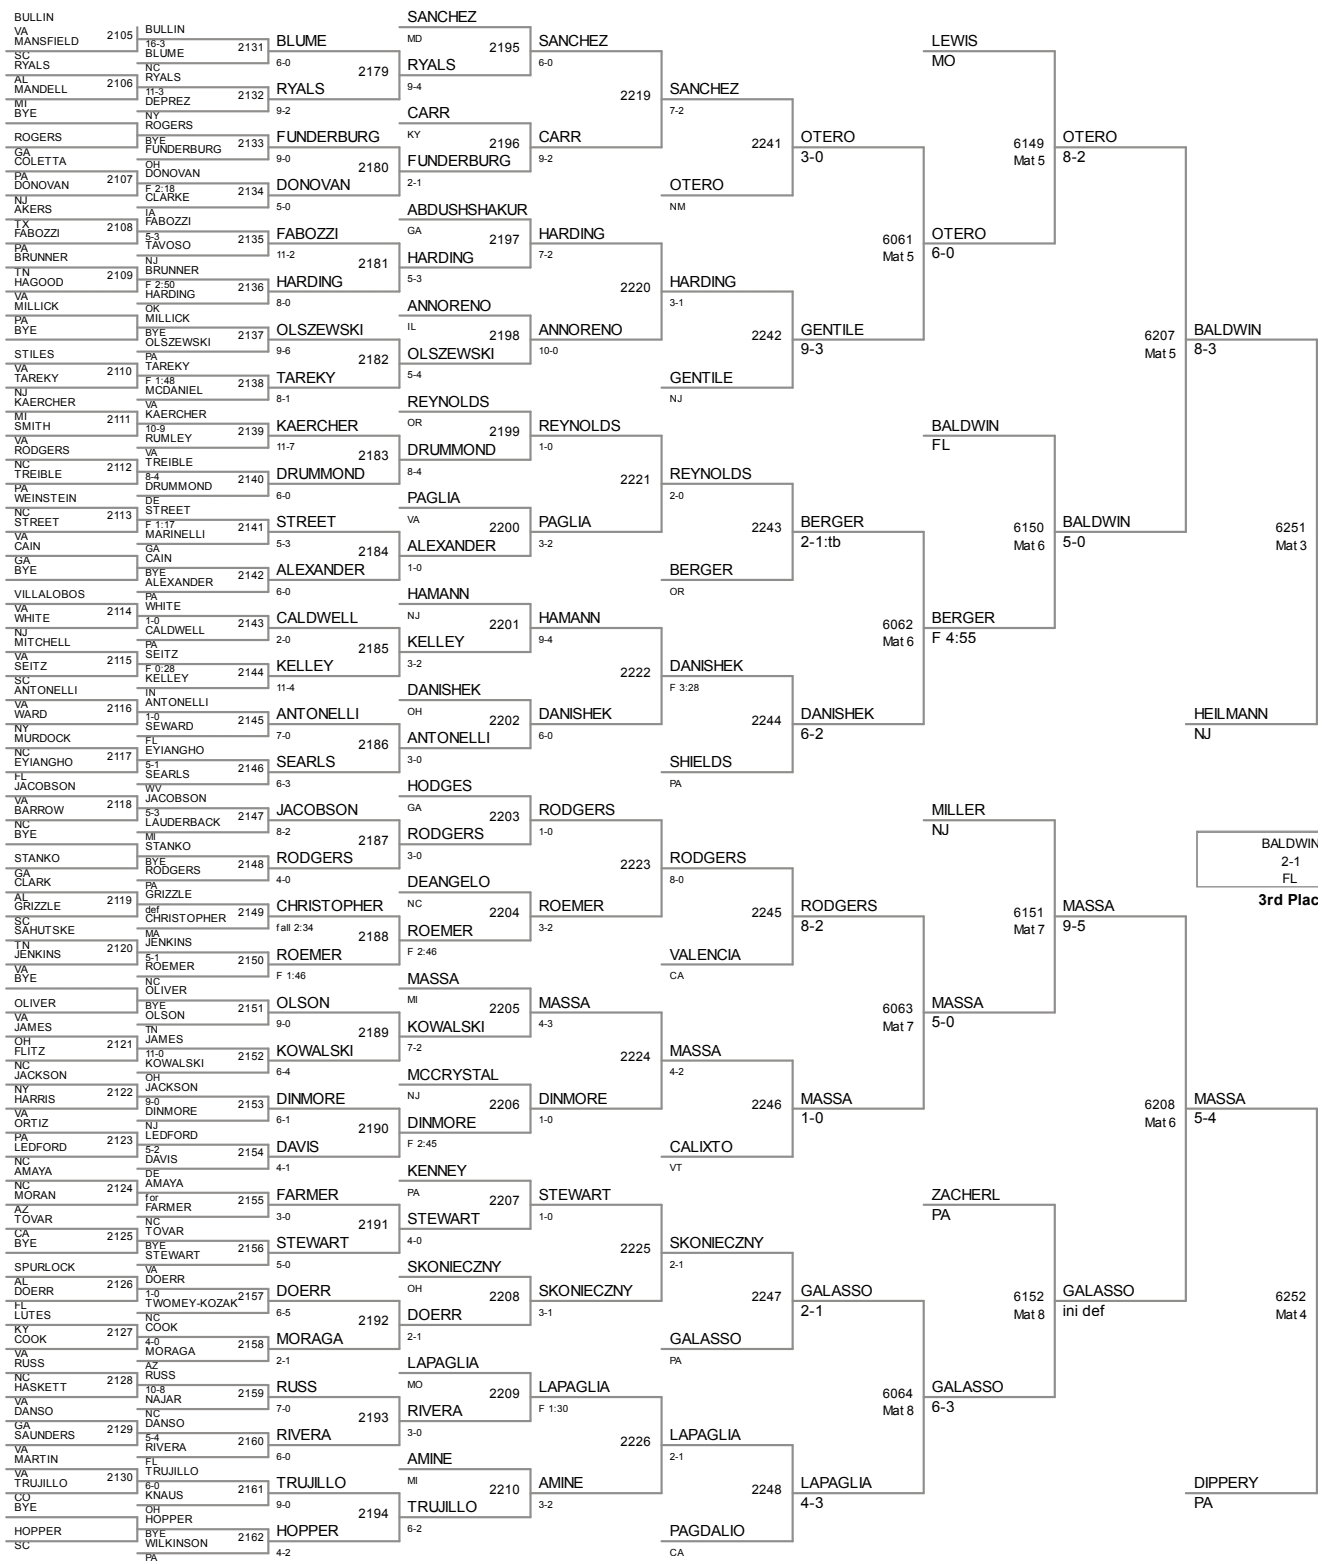 BULLIN
VA
MANSFIELD
SC
RYALS
AL
MANDELL
MI
BYE
ROGERS
GA
COLETTA
PA
DONOVAN
NJ
AKERS
TX
FABOZZI
PA
BRUNNER
TN
HAGOOD
VA
MILLICK
PA
BYE
STILES
VA
TAREKY
NJ
KAERCHER
MI
SMITH
VA
RODGERS
NC
TREIBLE
PA
WEINSTEIN
NC
STREET
VA
CAIN
GA
BYE
VILLALOBOS
VA
WHITE
NJ
MITCHELL
VA
SEITZ
SC
ANTONELLI
VA
WARD
NY
MURDOCK
NC
EYIANGHO
FL
JACOBSON
VA
BARROW
NC
BYE
STANKO
GA
CLARK
AL
GRIZZLE
SC
SAHUTSKE
TN
JENKINS
VA
BYE
OLIVER
VA
JAMES
OH
FLITZ
NC
JACKSON
NY
HARRIS
VA
ORTIZ
PA
LEDFORD
NC
AMAYA
NC
MORAN
AZ
TOVAR
CA
BYE
SPURLOCK
AL
DOERR
FL
LUTES
KY
COOK
VA
RUSS
NC
HASKETT
VA
DANSO
GA
SAUNDERS
VA
MARTIN
VA
TRUJILLO
CO
BYE
HOPPER
SC
2105
2106
2107
2108
2109
2110
2111
2112
2113
2114
2115
2116
2117
2118
2119
2120
2121
2122
2123
2124
2125
2126
2127
2128
2129
2130
BULLIN
16-3
BLUME
NC
RYALS
11-3
DEPREZ
NY
ROGERS
BYE
FUNDERBURG
OH
DONOVAN
F 2:18
CLARKE
IA
FABOZZI
5-3
TAVOSO
NJ
BRUNNER
F 2:50
HARDING
OK
MILLICK
BYE
OLSZEWSKI
PA
TAREKY
F 1:48
MCDANIEL
VA
KAERCHER
10-9
RUMLEY
VA
TREIBLE
8-4
DRUMMOND
DE
STREET
F 1:17
MARINELLI
GA
CAIN
BYE
ALEXANDER
PA
WHITE
1-0
CALDWELL
PA
SEITZ
F 0:28
KELLEY
IN
ANTONELLI
1-0
SEWARD
FL
EYIANGHO
5-1
SEARLS
WV
JACOBSON
5-3
LAUDERBACK
MI
STANKO
BYE
RODGERS
PA
GRIZZLE
def
CHRISTOPHER
MA
JENKINS
5-1
ROEMER
NC
OLIVER
BYE
OLSON
TN
JAMES
11-0
KOWALSKI
OH
JACKSON
9-0
DINMORE
NJ
LEDFORD
5-2
DAVIS
DE
AMAYA
for
FARMER
NC
TOVAR
BYE
STEWART
VA
DOERR
1-0
TWOMEY-KOZAK
NC
COOK
4-0
MORAGA
AZ
RUSS
10-8
NAJAR
NC
DANSO
5-4
RIVERA
FL
TRUJILLO
6-0
KNAUS
OH
HOPPER
BYE
WILKINSON
PA
2131
2132
2133
2134
2135
2136
2137
2138
2139
2140
2141
2142
2143
2144
2145
2146
2147
2148
2149
2150
2151
2152
2153
2154
2155
2156
2157
2158
2159
2160
2161
2162
BLUME
6-0
RYALS
9-2
FUNDERBURG
9-0
DONOVAN
5-0
FABOZZI
11-2
HARDING
8-0
OLSZEWSKI
9-6
TAREKY
8-1
KAERCHER
11-7
DRUMMOND
6-0
STREET
5-3
ALEXANDER
6-0
CALDWELL
2-0
KELLEY
11-4
ANTONELLI
7-0
SEARLS
6-3
JACOBSON
8-2
RODGERS
4-0
CHRISTOPHER
fall 2:34
ROEMER
F 1:46
OLSON
9-0
KOWALSKI
6-4
DINMORE
6-1
DAVIS
4-1
FARMER
3-0
STEWART
5-0
DOERR
6-5
MORAGA
2-1
RUSS
7-0
RIVERA
6-0
TRUJILLO
9-0
HOPPER
4-2
2179
2180
2181
2182
2183
2184
2185
2186
2187
2188
2189
2190
2191
2192
2193
2194
SANCHEZ
MD
RYALS
9-4
CARR
KY
FUNDERBURG
2-1
ABDUSHSHAKUR
GA
HARDING
5-3
ANNORENO
IL
OLSZEWSKI
5-4
REYNOLDS
OR
DRUMMOND
8-4
PAGLIA
VA
ALEXANDER
1-0
HAMANN
NJ
KELLEY
3-2
DANISHEK
OH
ANTONELLI
3-0
HODGES
GA
RODGERS
3-0
DEANGELO
NC
ROEMER
F 2:46
MASSA
MI
KOWALSKI
7-2
MCCRYSTAL
NJ
DINMORE
F 2:45
KENNEY
PA
STEWART
4-0
SKONIECZNY
OH
DOERR
2-1
LAPAGLIA
MO
RIVERA
3-0
AMINE
MI
TRUJILLO
6-2
2195
2196
2197
2198
2199
2200
2201
2202
2203
2204
2205
2206
2207
2208
2209
2210
SANCHEZ
6-0
CARR
9-2
HARDING
7-2
ANNORENO
10-0
REYNOLDS
1-0
PAGLIA
3-2
HAMANN
9-4
DANISHEK
6-0
RODGERS
1-0
ROEMER
3-2
MASSA
4-3
DINMORE
1-0
STEWART
1-0
SKONIECZNY
3-1
LAPAGLIA
F 1:30
AMINE
3-2
2219
2220
2221
2222
2223
2224
2225
2226
SANCHEZ
7-2
OTERO
NM
HARDING
3-1
GENTILE
NJ
REYNOLDS
2-0
BERGER
OR
DANISHEK
F 3:28
SHIELDS
PA
RODGERS
8-0
VALENCIA
CA
MASSA
4-2
CALIXTO
VT
SKONIECZNY
2-1
GALASSO
PA
LAPAGLIA
2-1
PAGDALIO
CA
2241
2242
2243
2244
2245
2246
2247
2248
OTERO
3-0
GENTILE
9-3
BERGER
2-1:tb
DANISHEK
6-2
RODGERS
8-2
MASSA
1-0
GALASSO
2-1
LAPAGLIA
4-3
6061
Mat 5
6062
Mat 6
6063
Mat 7
6064
Mat 8
LEWIS
MO
OTERO
6-0
BALDWIN
FL
BERGER
F 4:55
MILLER
NJ
MASSA
5-0
ZACHERL
PA
GALASSO
6-3
6149
Mat 5
6150
Mat 6
6151
Mat 7
6152
Mat 8
OTERO
8-2
BALDWIN
5-0
MASSA
9-5
GALASSO
ini def
6207
Mat 5
6208
Mat 6
BALDWIN
8-3
HEILMANN
NJ
MASSA
5-4
DIPPERY
PA
6251
Mat 3
6252
Mat 4
BALDWIN
2-1
FL
3rd Plac